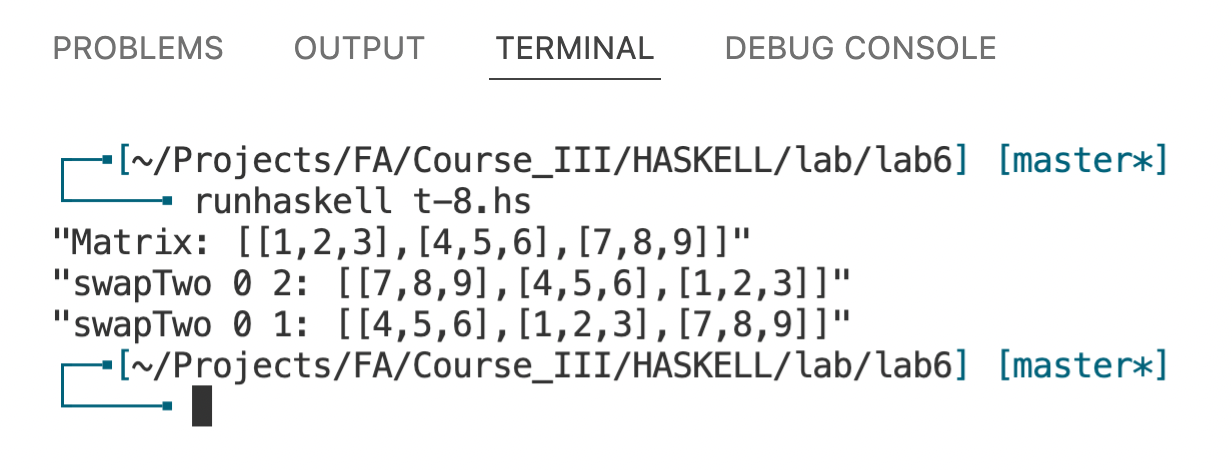 PROBLEMS OUTPUT TERMINAL DEBUG CONSOLE
[~/Projects/FA/Course_III/HASKELL/lab/lab6] [master*]
runhaskell t-8.hs
"Matrix: [[1,2,3],[4,5,6],[7,8,9]]"
"swapTwo 0 2: [[7,8,9],[4,5,6],[1,2,3]]"
"swapTwo 0 1: [[4,5,6],[1,2,3],[7,8,9]]"
[~/Projects/FA/Course_III/HASKELL/lab/lab6] [master*]